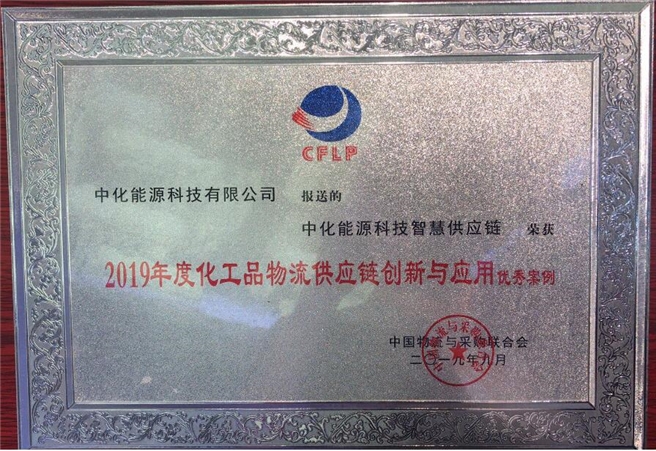 CFLP
中化能源科技有限公司 报送的
中化能源科技智慧供应链 荣获
2019年度化工品物流供应链创新与应用优秀案例
中国物流与采购联合会
二〇一九年九月